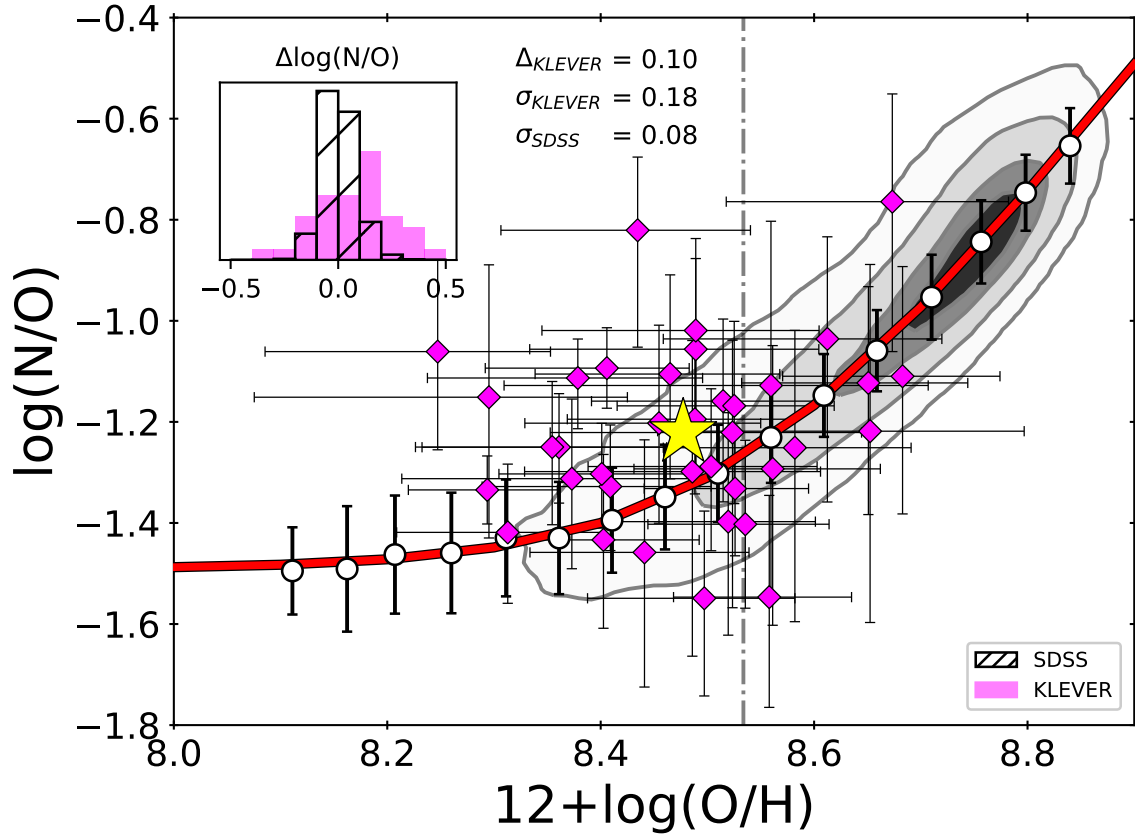 Δlog(N/O)
−0.5 0.0 0.5
Δ_KLEVER = 0.10
σ_KLEVER = 0.18
σ_SDSS = 0.08
−0.4
−0.6
−0.8
−1.0
−1.2
−1.4
−1.6
−1.8
log(N/O)
SDSS
KLEVER
8.0 8.2 8.4 8.6 8.8
12+log(O/H)